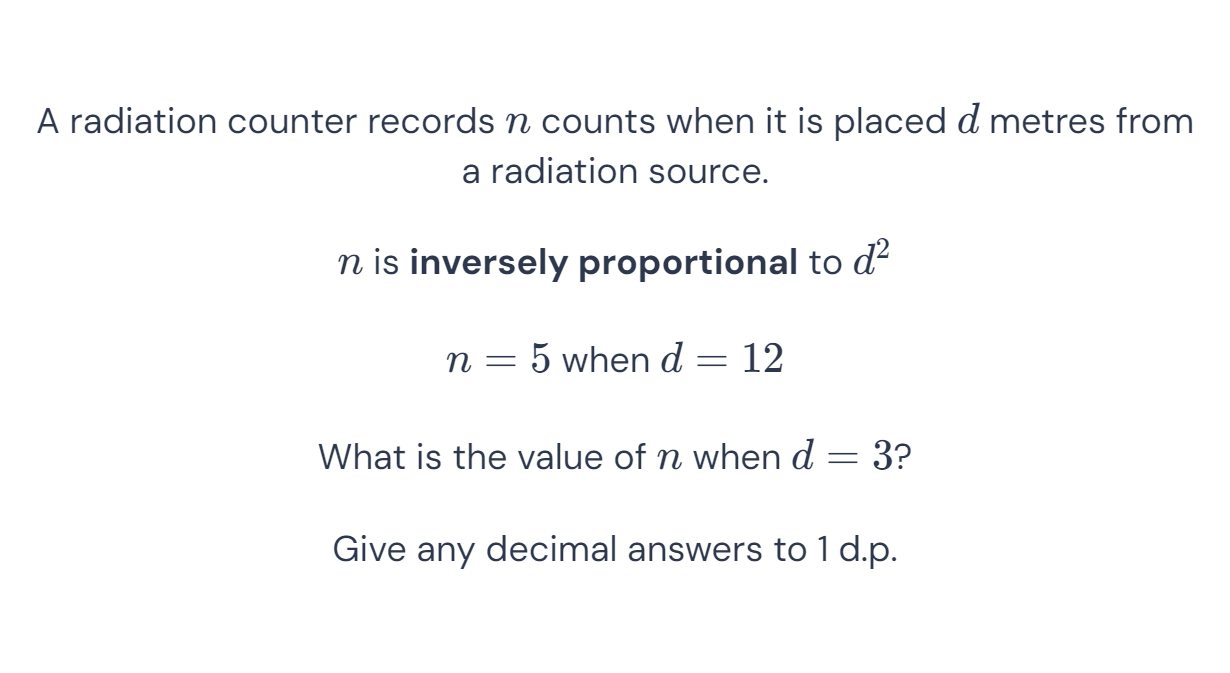 A radiation counter records n counts when it is placed d metres from
a radiation source.
n is inversely proportional to d²
n = 5 when d = 12
What is the value of n when d = 3?
Give any decimal answers to 1 d.p.